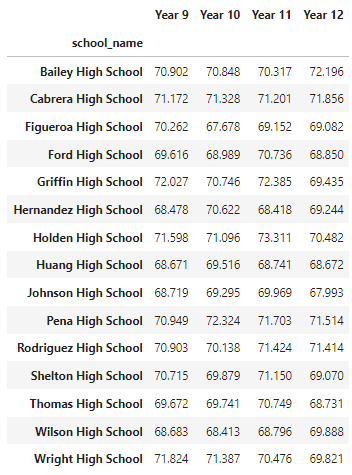 Year 9 Year 10 Year 11 Year 12
school_name
Bailey High School 70.902 70.848 70.317 72.196
Cabrera High School 71.172 71.328 71.201 71.856
Figueroa High School 70.262 67.678 69.152 69.082
Ford High School 69.616 68.989 70.736 68.850
Griffin High School 72.027 70.746 72.385 69.435
Hernandez High School 68.478 70.622 68.418 69.244
Holden High School 71.598 71.096 73.311 70.482
Huang High School 68.671 69.516 68.741 68.672
Johnson High School 68.719 69.295 69.969 67.993
Pena High School 70.949 72.324 71.703 71.514
Rodriguez High School 70.903 70.138 71.424 71.414
Shelton High School 70.715 69.879 71.150 69.070
Thomas High School 69.672 69.741 70.749 68.731
Wilson High School 68.683 68.413 68.796 69.888
Wright High School 71.824 71.387 70.476 69.821